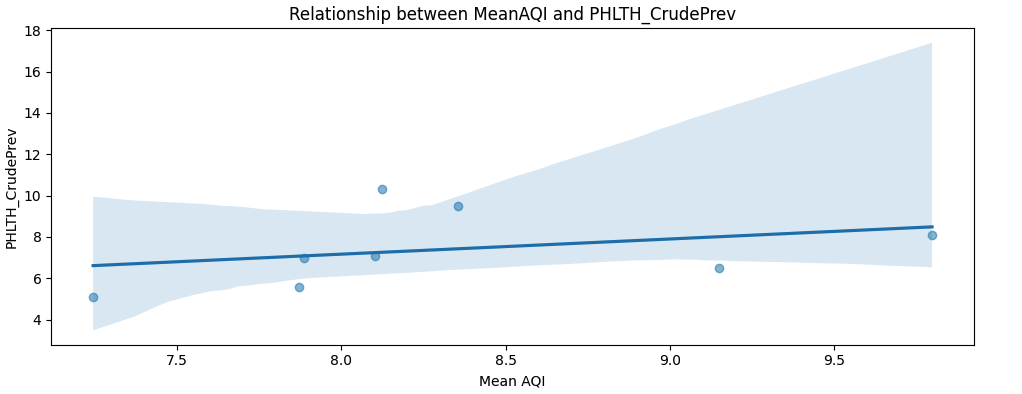 Relationship between MeanAQI and PHLTH_CrudePrev
PHLTH_CrudePrev
18
16
14
12
10
8
6
4
7.5 8.0 8.5 9.0 9.5
Mean AQI